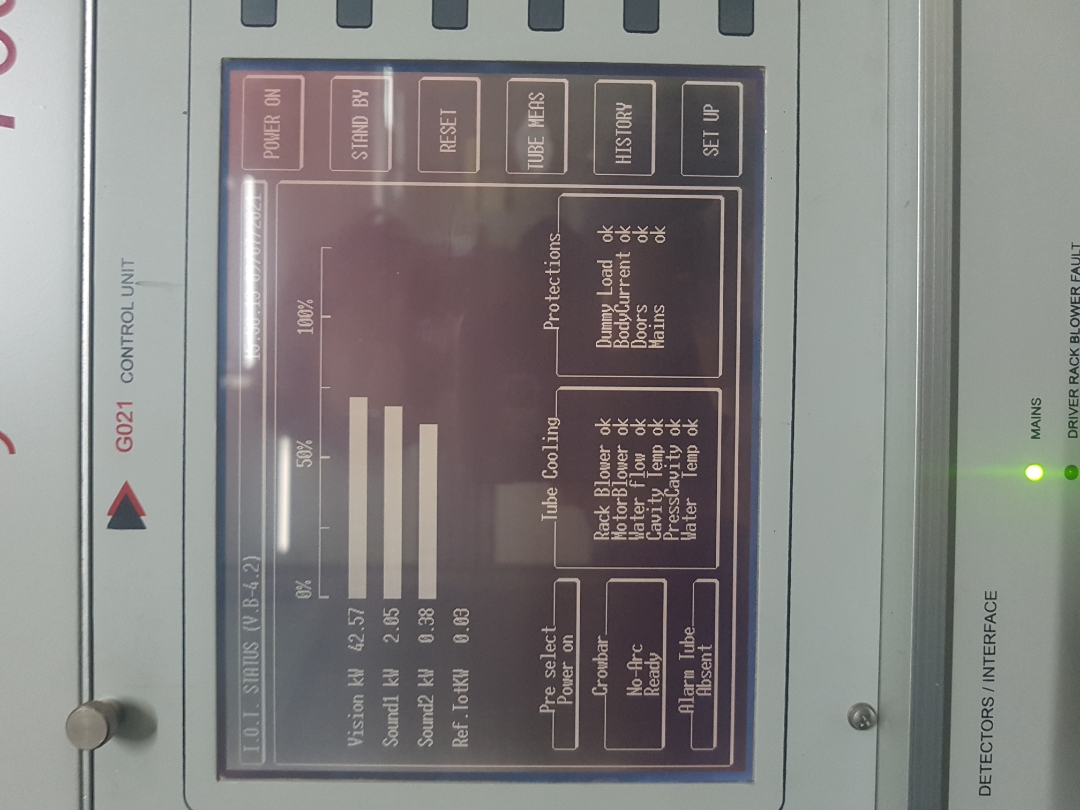 G021 CONTROL UNIT
I.O.T. STATUS (V.B-4.2)
0% 50% 100%
Vision kW 42.57
Sound1 kW 2.05
Sound2 kW 0.38
Ref.TotKW 0.03
Pre select
Power on
Crowbar
No-Arc
Ready
Alarm Tube
Absent
Tube Cooling
Rack Blower ok
MotorBlower ok
Water flow ok
Cavity Temp ok
PressCavity ok
Water Temp ok
Protections
Dummy Load ok
BodyCurrent ok
Doors ok
Mains ok
POWER ON
STAND BY
RESET
TUBE MEAS
HISTORY
SET UP
DETECTORS / INTERFACE
MAINS
DRIVER RACK BLOWER FAULT